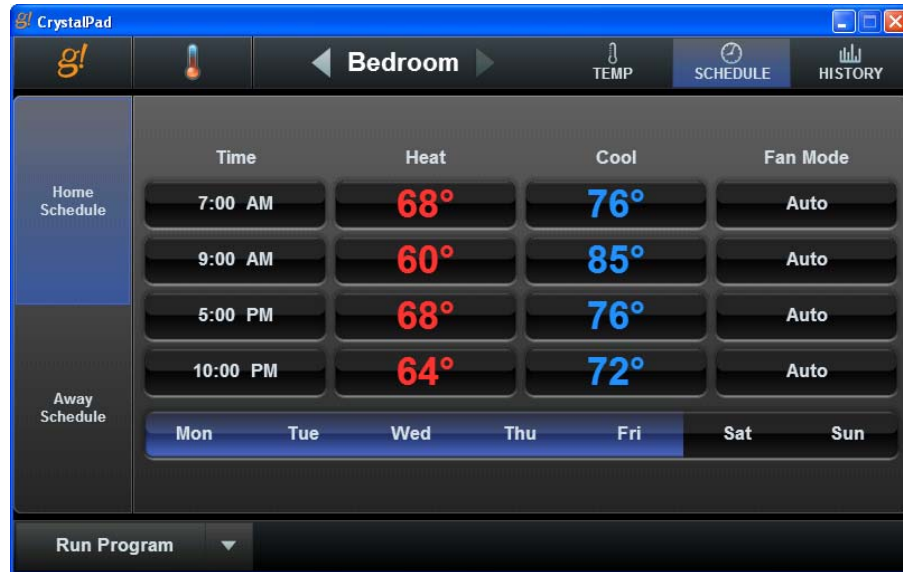 g! CrystalPad
g! Bedroom TEMP SCHEDULE HISTORY
Time Heat Cool Fan Mode
Home
Schedule
7:00 AM 68° 76° Auto
9:00 AM 60° 85° Auto
5:00 PM 68° 76° Auto
10:00 PM 64° 72° Auto
Away
Schedule
Mon Tue Wed Thu Fri Sat Sun
Run Program